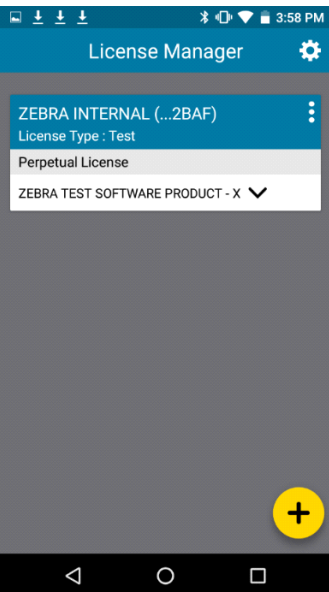 3:58 PM
License Manager
ZEBRA INTERNAL (...2BAF)
License Type : Test
Perpetual License
ZEBRA TEST SOFTWARE PRODUCT - X